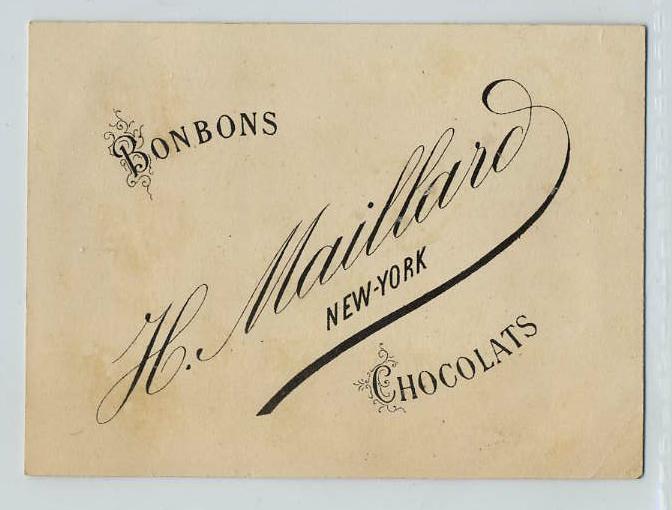 BONBONS
H. Maillard
NEW-YORK
CHOCOLATS